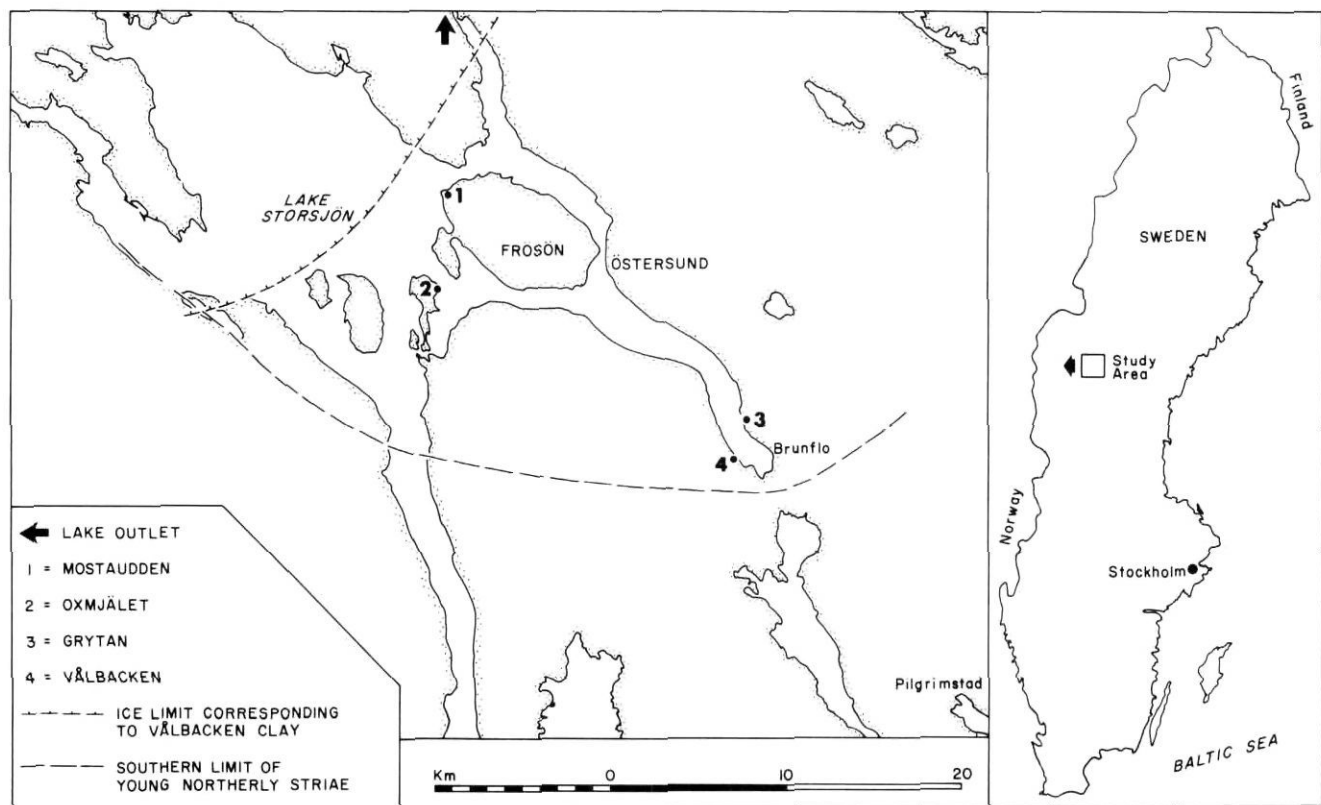 LAKE
STORSJÖN
1
FRÖSÖN
ÖSTERSUND
2
3
Brunflo
4
Pilgrimstad
LAKE OUTLET
1 = MOSTAUDDEN
2 = OXMJÄLET
3 = GRYTAN
4 = VÅLBACKEN
ICE LIMIT CORRESPONDING
TO VÅLBACKEN CLAY
SOUTHERN LIMIT OF
YOUNG NORTHERLY STRIAE
Km 0 10 20
Finland
SWEDEN
Study
Area
Norway
Stockholm
BALTIC SEA